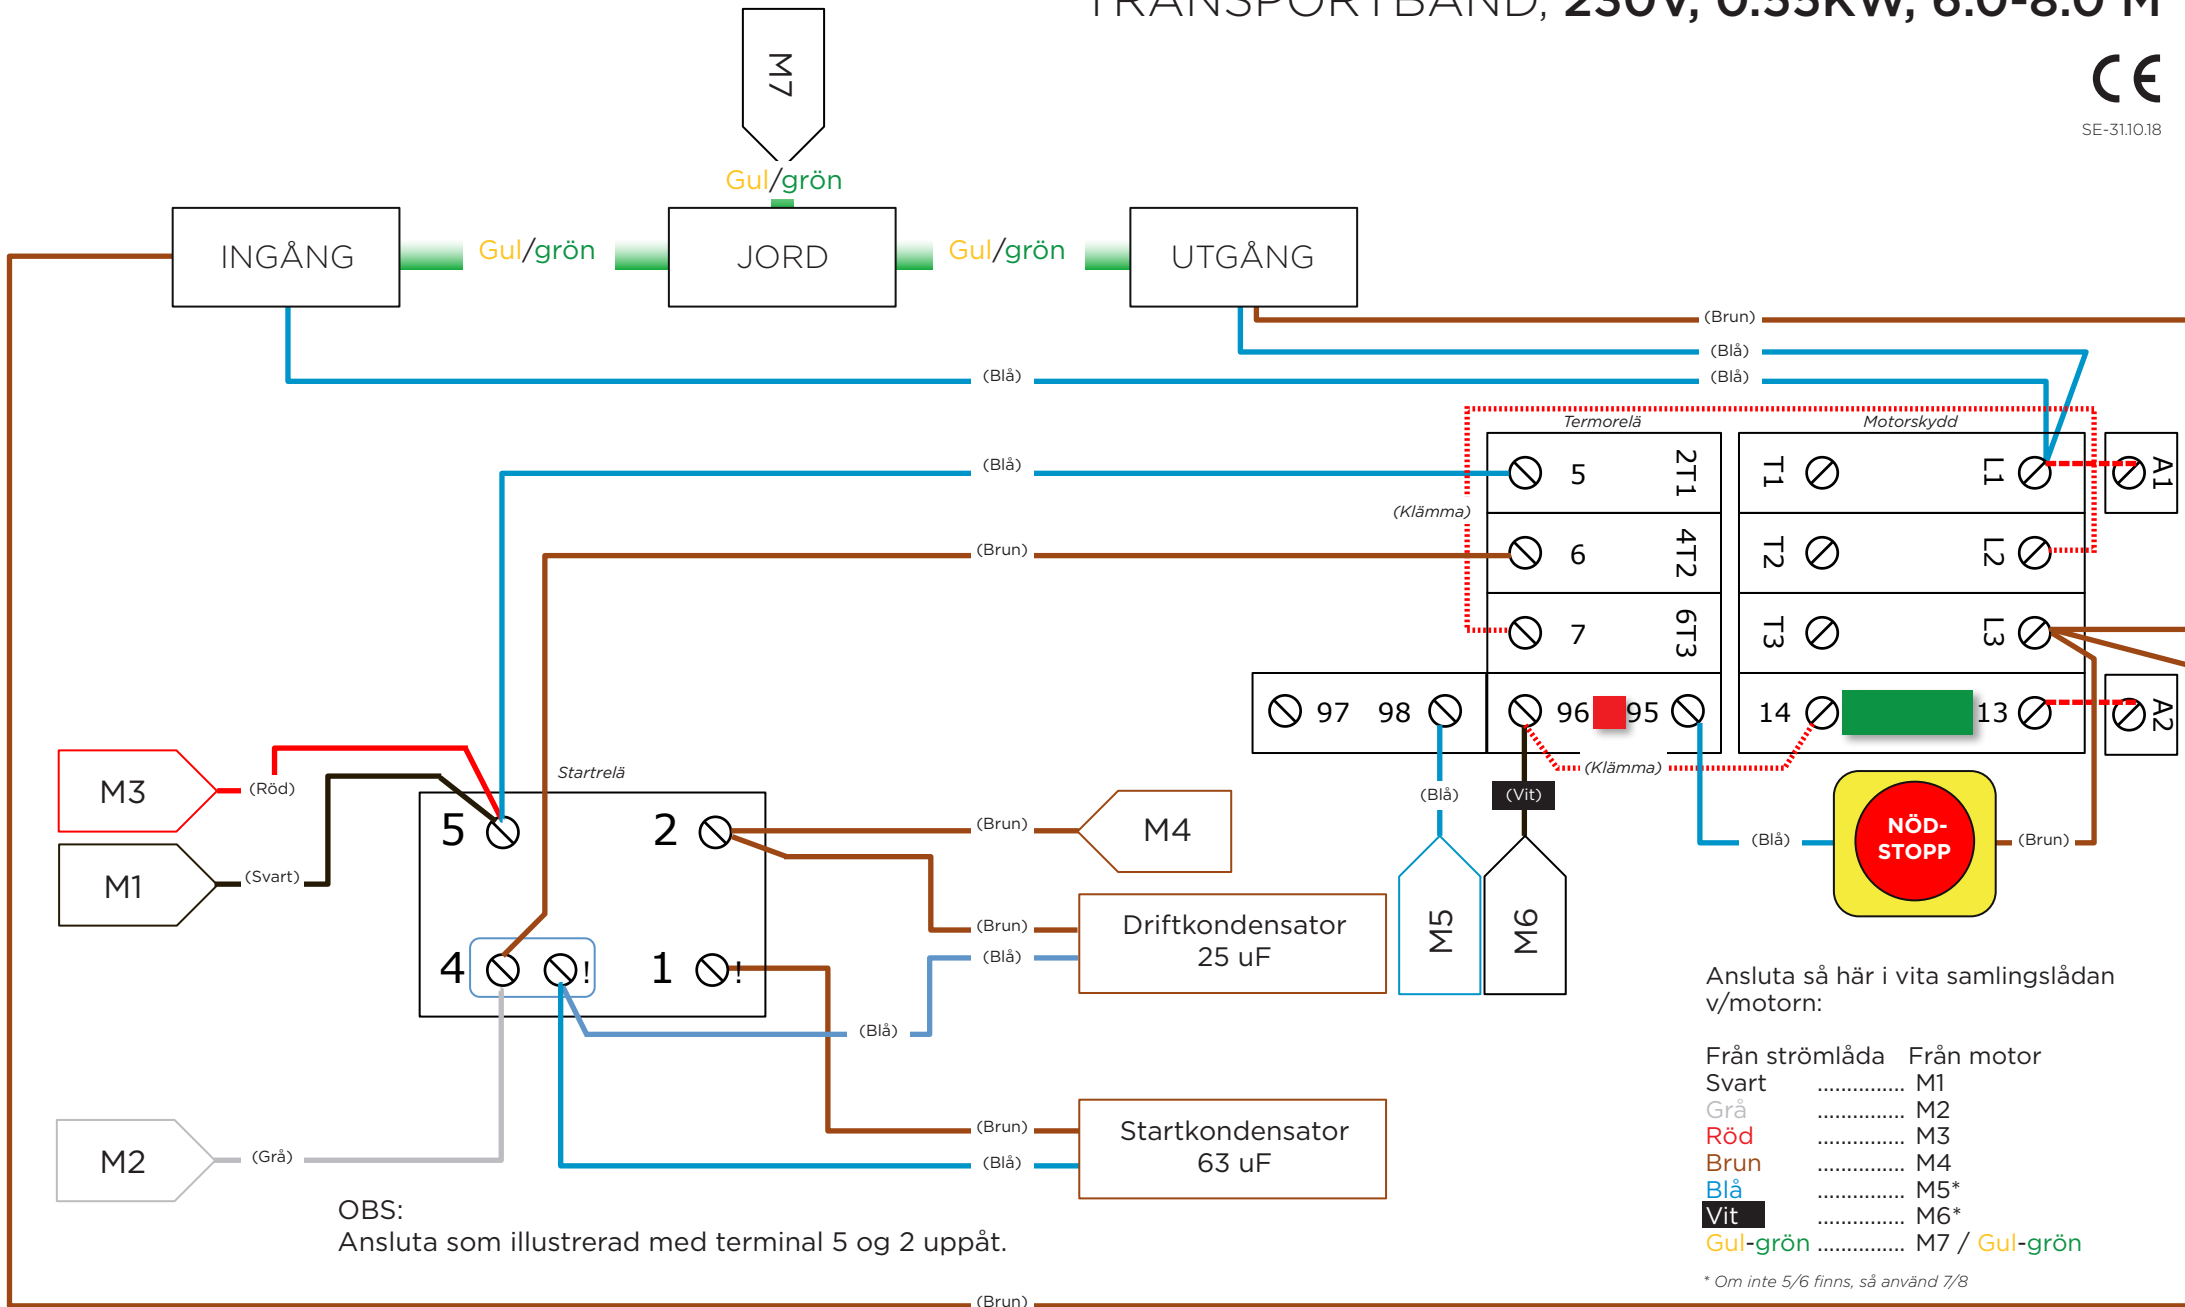 TRANSPORTBAND, 230V, 0.55KW, 6.0-8.0 M
CE
SE-31.10.18
M7
Gul/grön
INGÅNG
Gul/grön
JORD
Gul/grön
UTGÅNG
(Brun)
(Blå)
(Blå)
(Blå)
Termorelä
Motorskydd
(Blå)
5
2T1
T1
L1
A1
(Klämma)
(Brun)
6
4T2
T2
L2
7
6T3
T3
L3
97
98
96
95
14
13
A2
(Klämma)
Startrelä
M3
(Röd)
M1
(Svart)
5
2
(Brun)
M4
(Blå)
(Vit)
M5
M6
(Blå)
NÖD-
STOPP
(Brun)
(Brun)
(Blå)
Driftkondensator
25 uF
4
!
1
!
(Blå)
(Brun)
(Blå)
Startkondensator
63 uF
M2
(Grå)
Ansluta så här i vita samlingslådan
v/motorn:
Från strömlåda Från motor
Svart ............... M1
Grå ............... M2
Röd ............... M3
Brun ............... M4
Blå ............... M5*
Vit ............... M6*
Gul-grön ............... M7 / Gul-grön
* Om inte 5/6 finns, så använd 7/8
OBS:
Ansluta som illustrerad med terminal 5 og 2 uppåt.
(Brun)